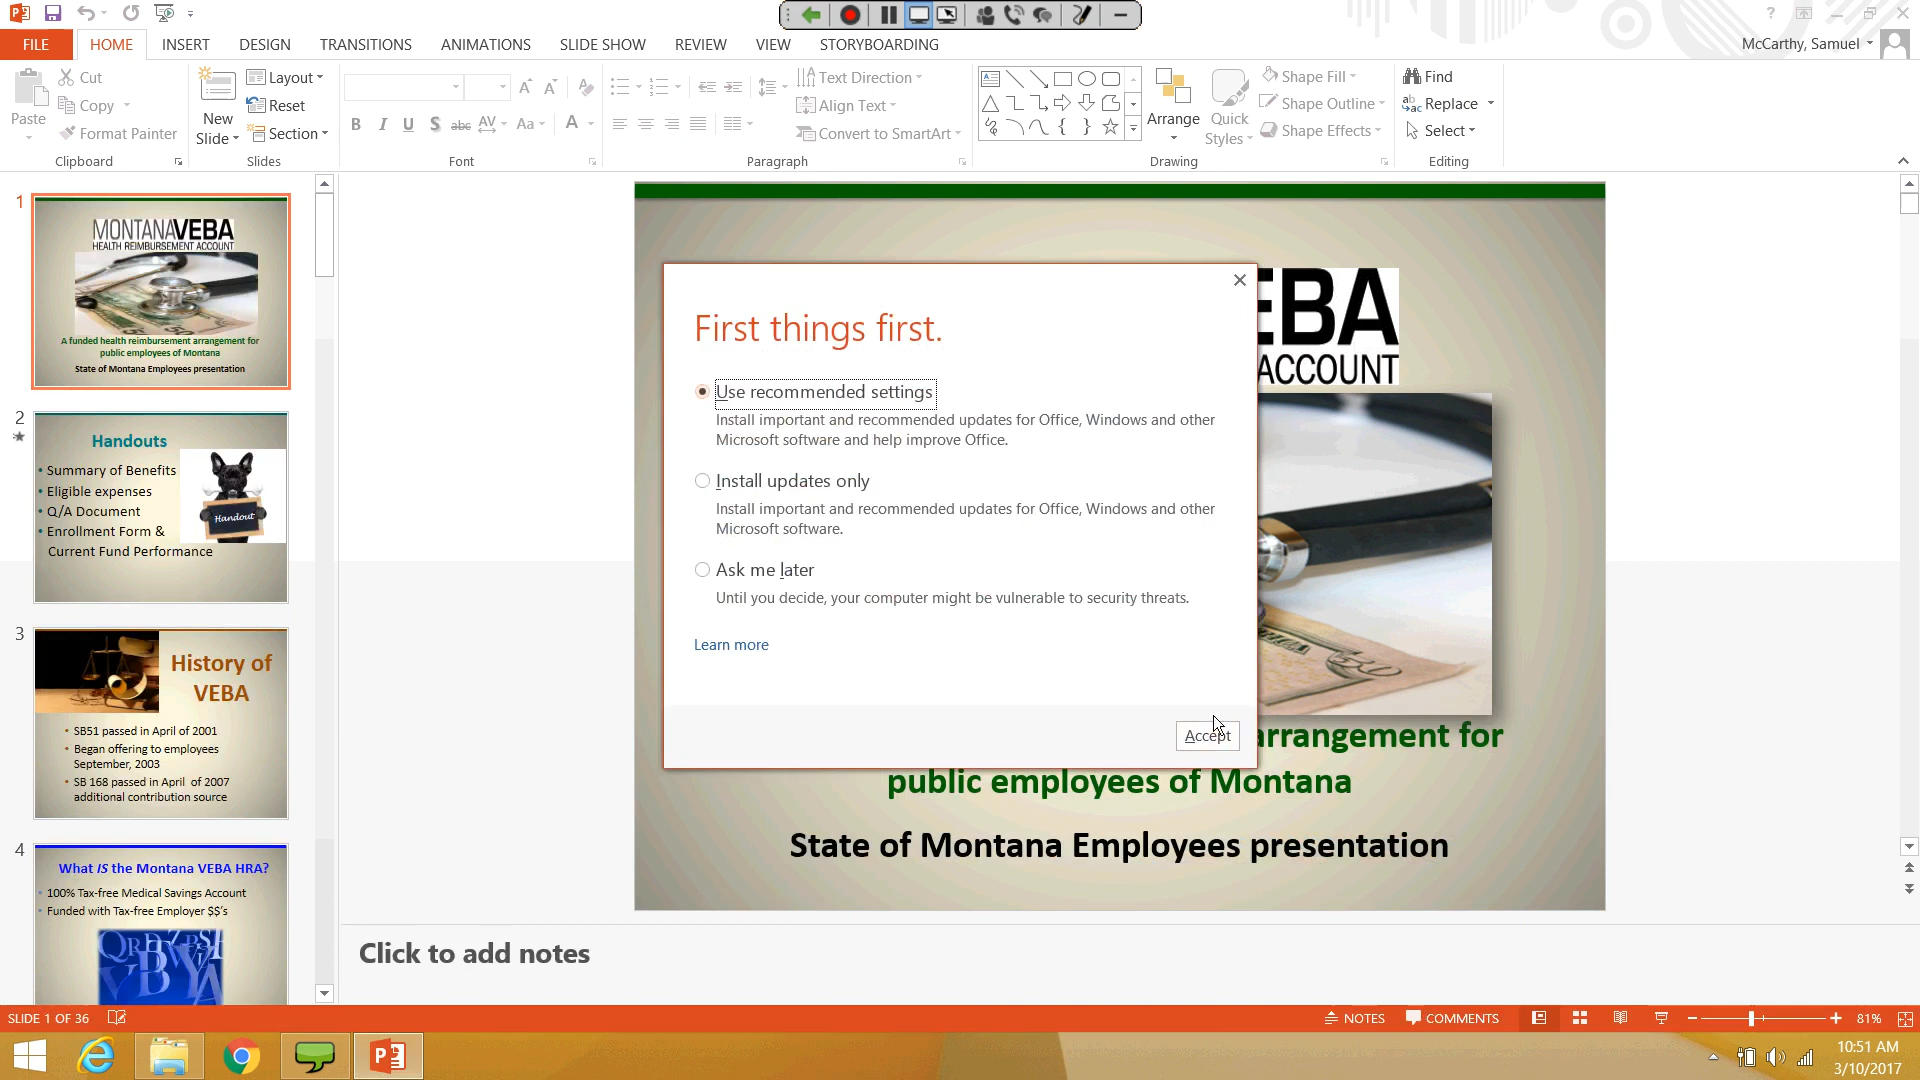 FILE
HOME
INSERT
DESIGN
TRANSITIONS
ANIMATIONS
SLIDE SHOW
REVIEW
VIEW
STORYBOARDING
McCarthy, Samuel
Paste
Cut
Copy
Format Painter
Clipboard
New
Slide
Layout
Reset
Section
Slides
B I U S abc AV Aa A
Font
Text Direction
Align Text
Convert to SmartArt
Paragraph
Arrange
Quick
Styles
Shape Fill
Shape Outline
Shape Effects
Drawing
Find
Replace
Select
Editing
1
MONTANAVEBA
HEALTH REIMBURSEMENT ACCOUNT
A funded health reimbursement arrangement for
public employees of Montana
State of Montana Employees presentation
2
Handouts
• Summary of Benefits
• Eligible expenses
• Q/A Document
• Enrollment Form &
Current Fund Performance
Handout
3
History of
VEBA
• SB51 passed in April of 2001
• Began offering to employees
September, 2003
• SB 168 passed in April of 2007
additional contribution source
4
What IS the Montana VEBA HRA?
• 100% Tax-free Medical Savings Account
• Funded with Tax-free Employer $$'s
EBA
ACCOUNT
arrangement for
public employees of Montana
State of Montana Employees presentation
First things first.
Use recommended settings
Install important and recommended updates for Office, Windows and other
Microsoft software and help improve Office.
Install updates only
Install important and recommended updates for Office, Windows and other
Microsoft software.
Ask me later
Until you decide, your computer might be vulnerable to security threats.
Learn more
Accept
Click to add notes
SLIDE 1 OF 36
NOTES
COMMENTS
81%
10:51 AM
3/10/2017